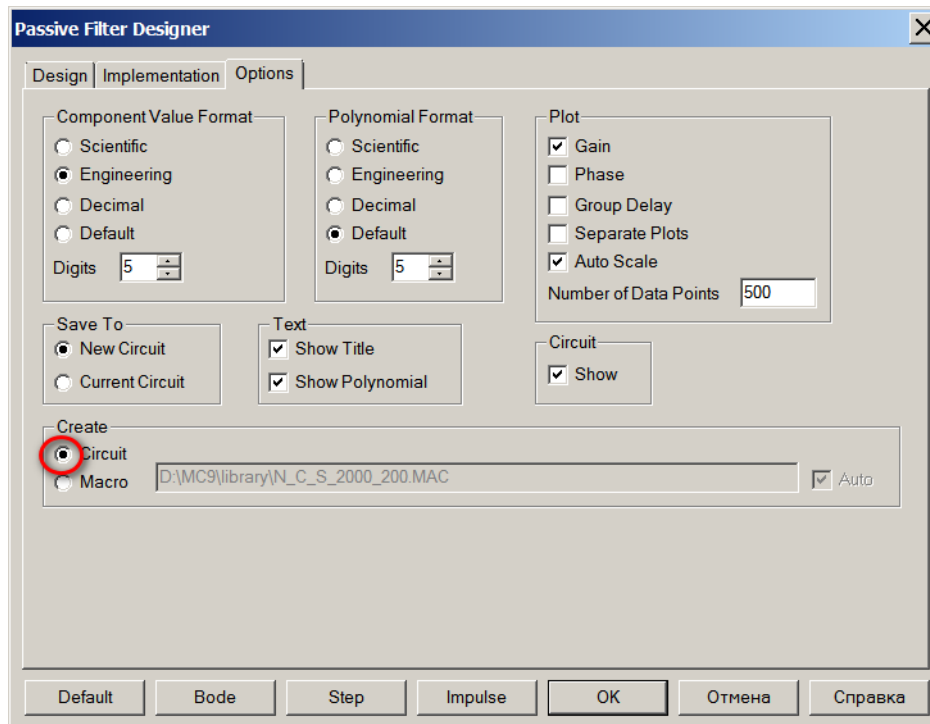 Passive Filter Designer
Design Implementation Options
Component Value Format
Scientific
Engineering
Decimal
Default
Digits 5
Polynomial Format
Scientific
Engineering
Decimal
Default
Digits 5
Plot
Gain
Phase
Group Delay
Separate Plots
Auto Scale
Number of Data Points 500
Save To
New Circuit
Current Circuit
Text
Show Title
Show Polynomial
Circuit
Show
Create
Circuit
Macro D:\MC9\library\N_C_S_2000_200.MAC Auto
Default Bode Step Impulse OK Отмена Справка